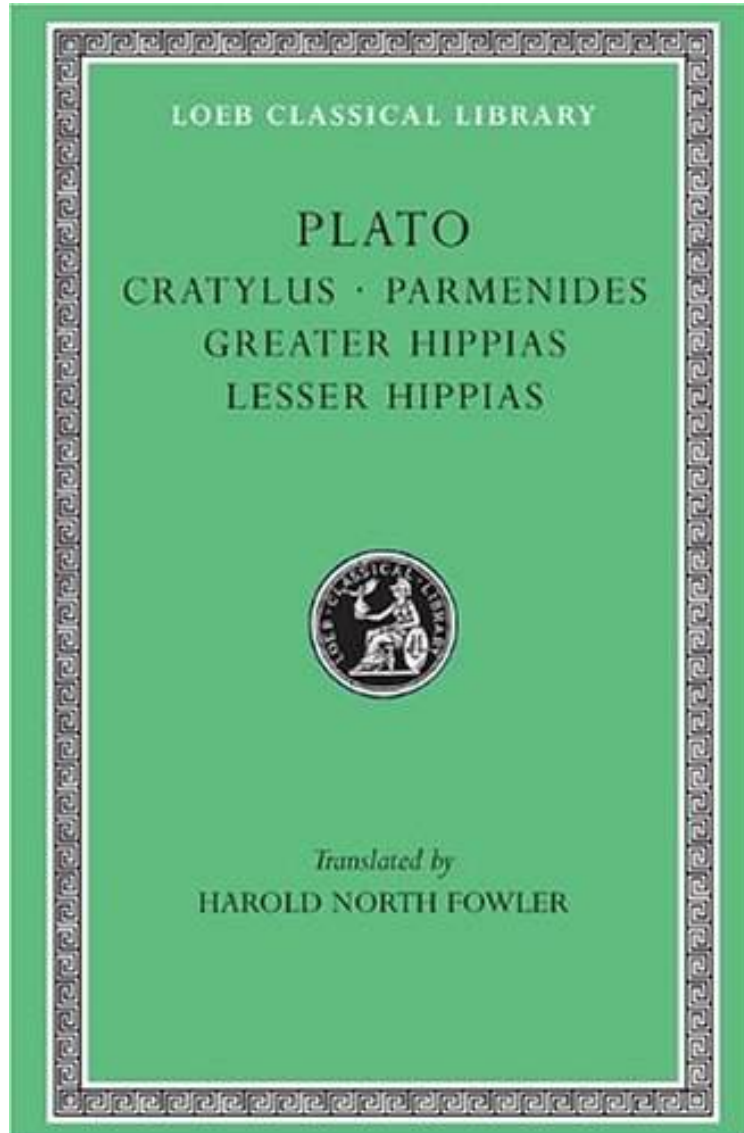 LOEB CLASSICAL LIBRARY
PLATO
CRATYLUS · PARMENIDES
GREATER HIPPIAS
LESSER HIPPIAS
LOEB·CLASSICAL·LIBRARY
Translated by
HAROLD NORTH FOWLER